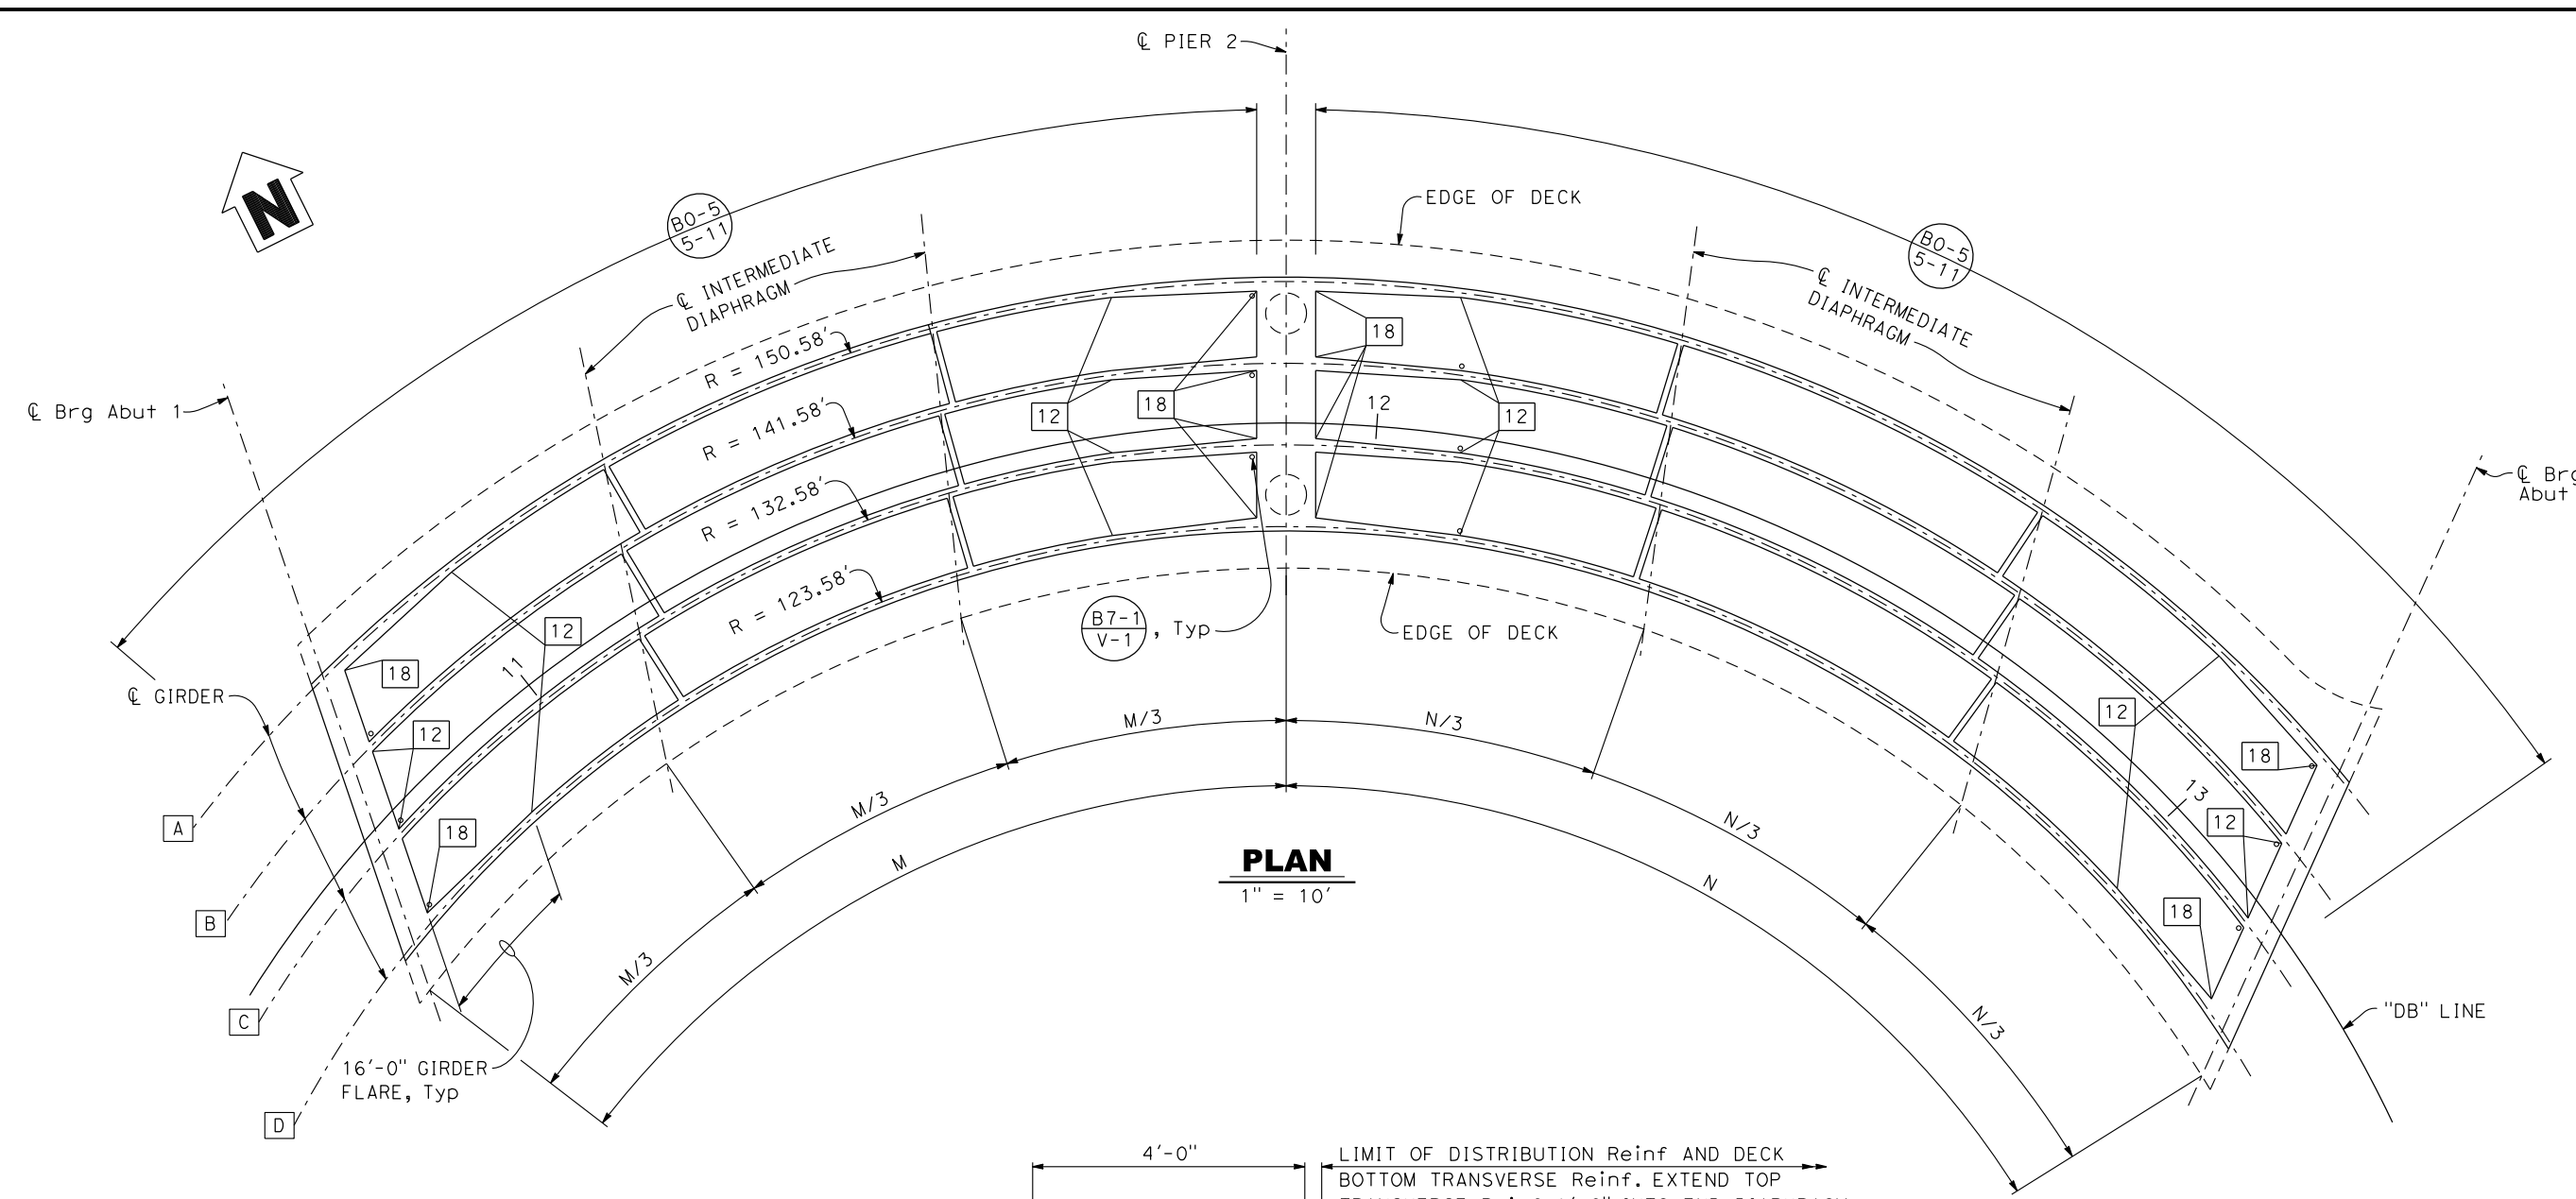 ℄ PIER 2
N
EDGE OF DECK
B0-5
5-11
B0-5
5-11
℄ INTERMEDIATE
DIAPHRAGM
℄ INTERMEDIATE
DIAPHRAGM
R = 150.58'
18
℄ Brg Abut 1
R = 141.58'
12
18
12
12
℄ Brg
Abut
R = 132.58'
R = 123.58'
B7-1
V-1
, Typ
EDGE OF DECK
12
11
18
℄ GIRDER
12
M/3
N/3
12
18
A
18
M/3
N/3
13
12
B
M
PLAN
1" = 10'
N
18
M/3
C
N/3
"DB" LINE
16'-0" GIRDER
FLARE, Typ
D
4'-0"
LIMIT OF DISTRIBUTION Reinf AND DECK
BOTTOM TRANSVERSE Reinf. EXTEND TOP